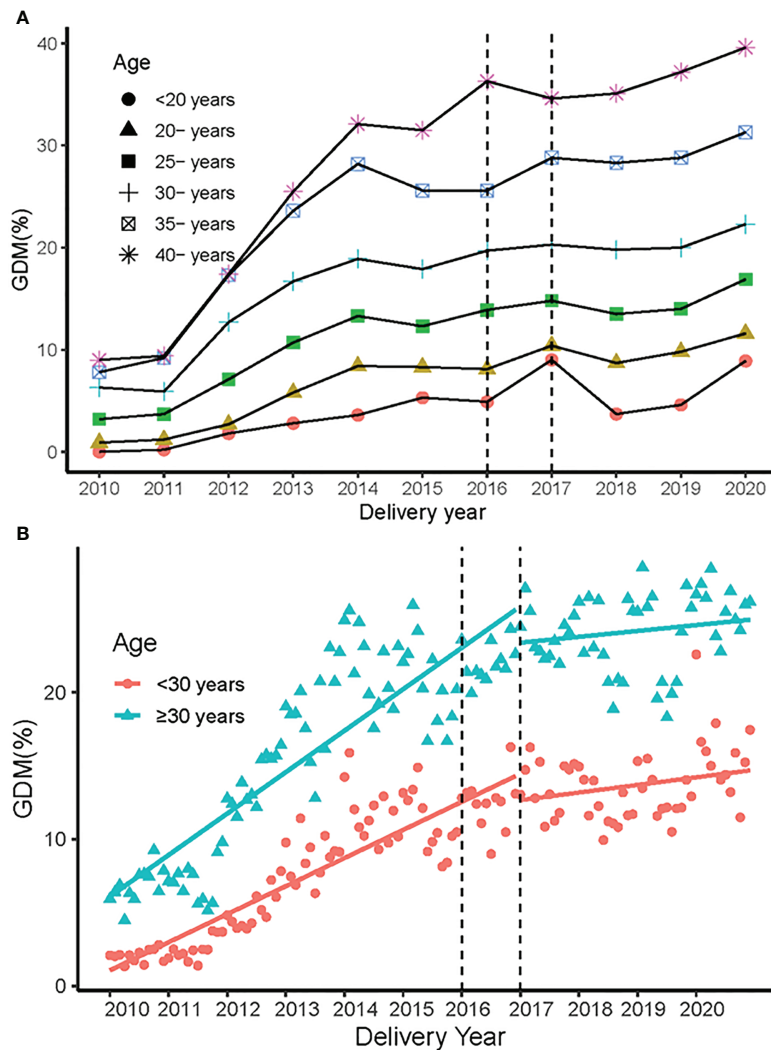 A
GDM(%)
40
30
20
10
0
Age
<20 years
20− years
25− years
30− years
35− years
40− years
2010 2011 2012 2013 2014 2015 2016 2017 2018 2019 2020
Delivery year
B
GDM(%)
20
10
0
Age
<30 years
≥30 years
2010 2011 2012 2013 2014 2015 2016 2017 2018 2019 2020
Delivery Year